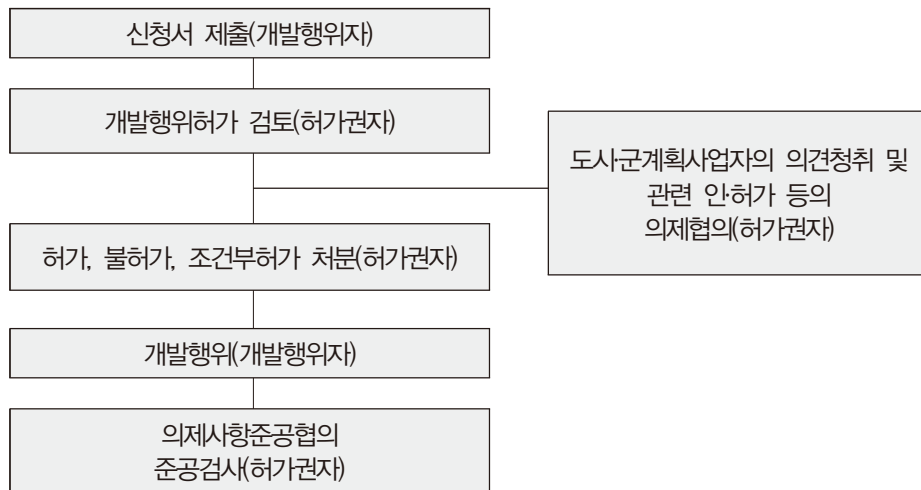 신청서 제출(개발행위자)
개발행위허가 검토(허가권자)
도시·군계획사업자의 의견청취 및
관련 인·허가 등의
의제협의(허가권자)
허가, 불허가, 조건부허가 처분(허가권자)
개발행위(개발행위자)
의제사항준공협의
준공검사(허가권자)